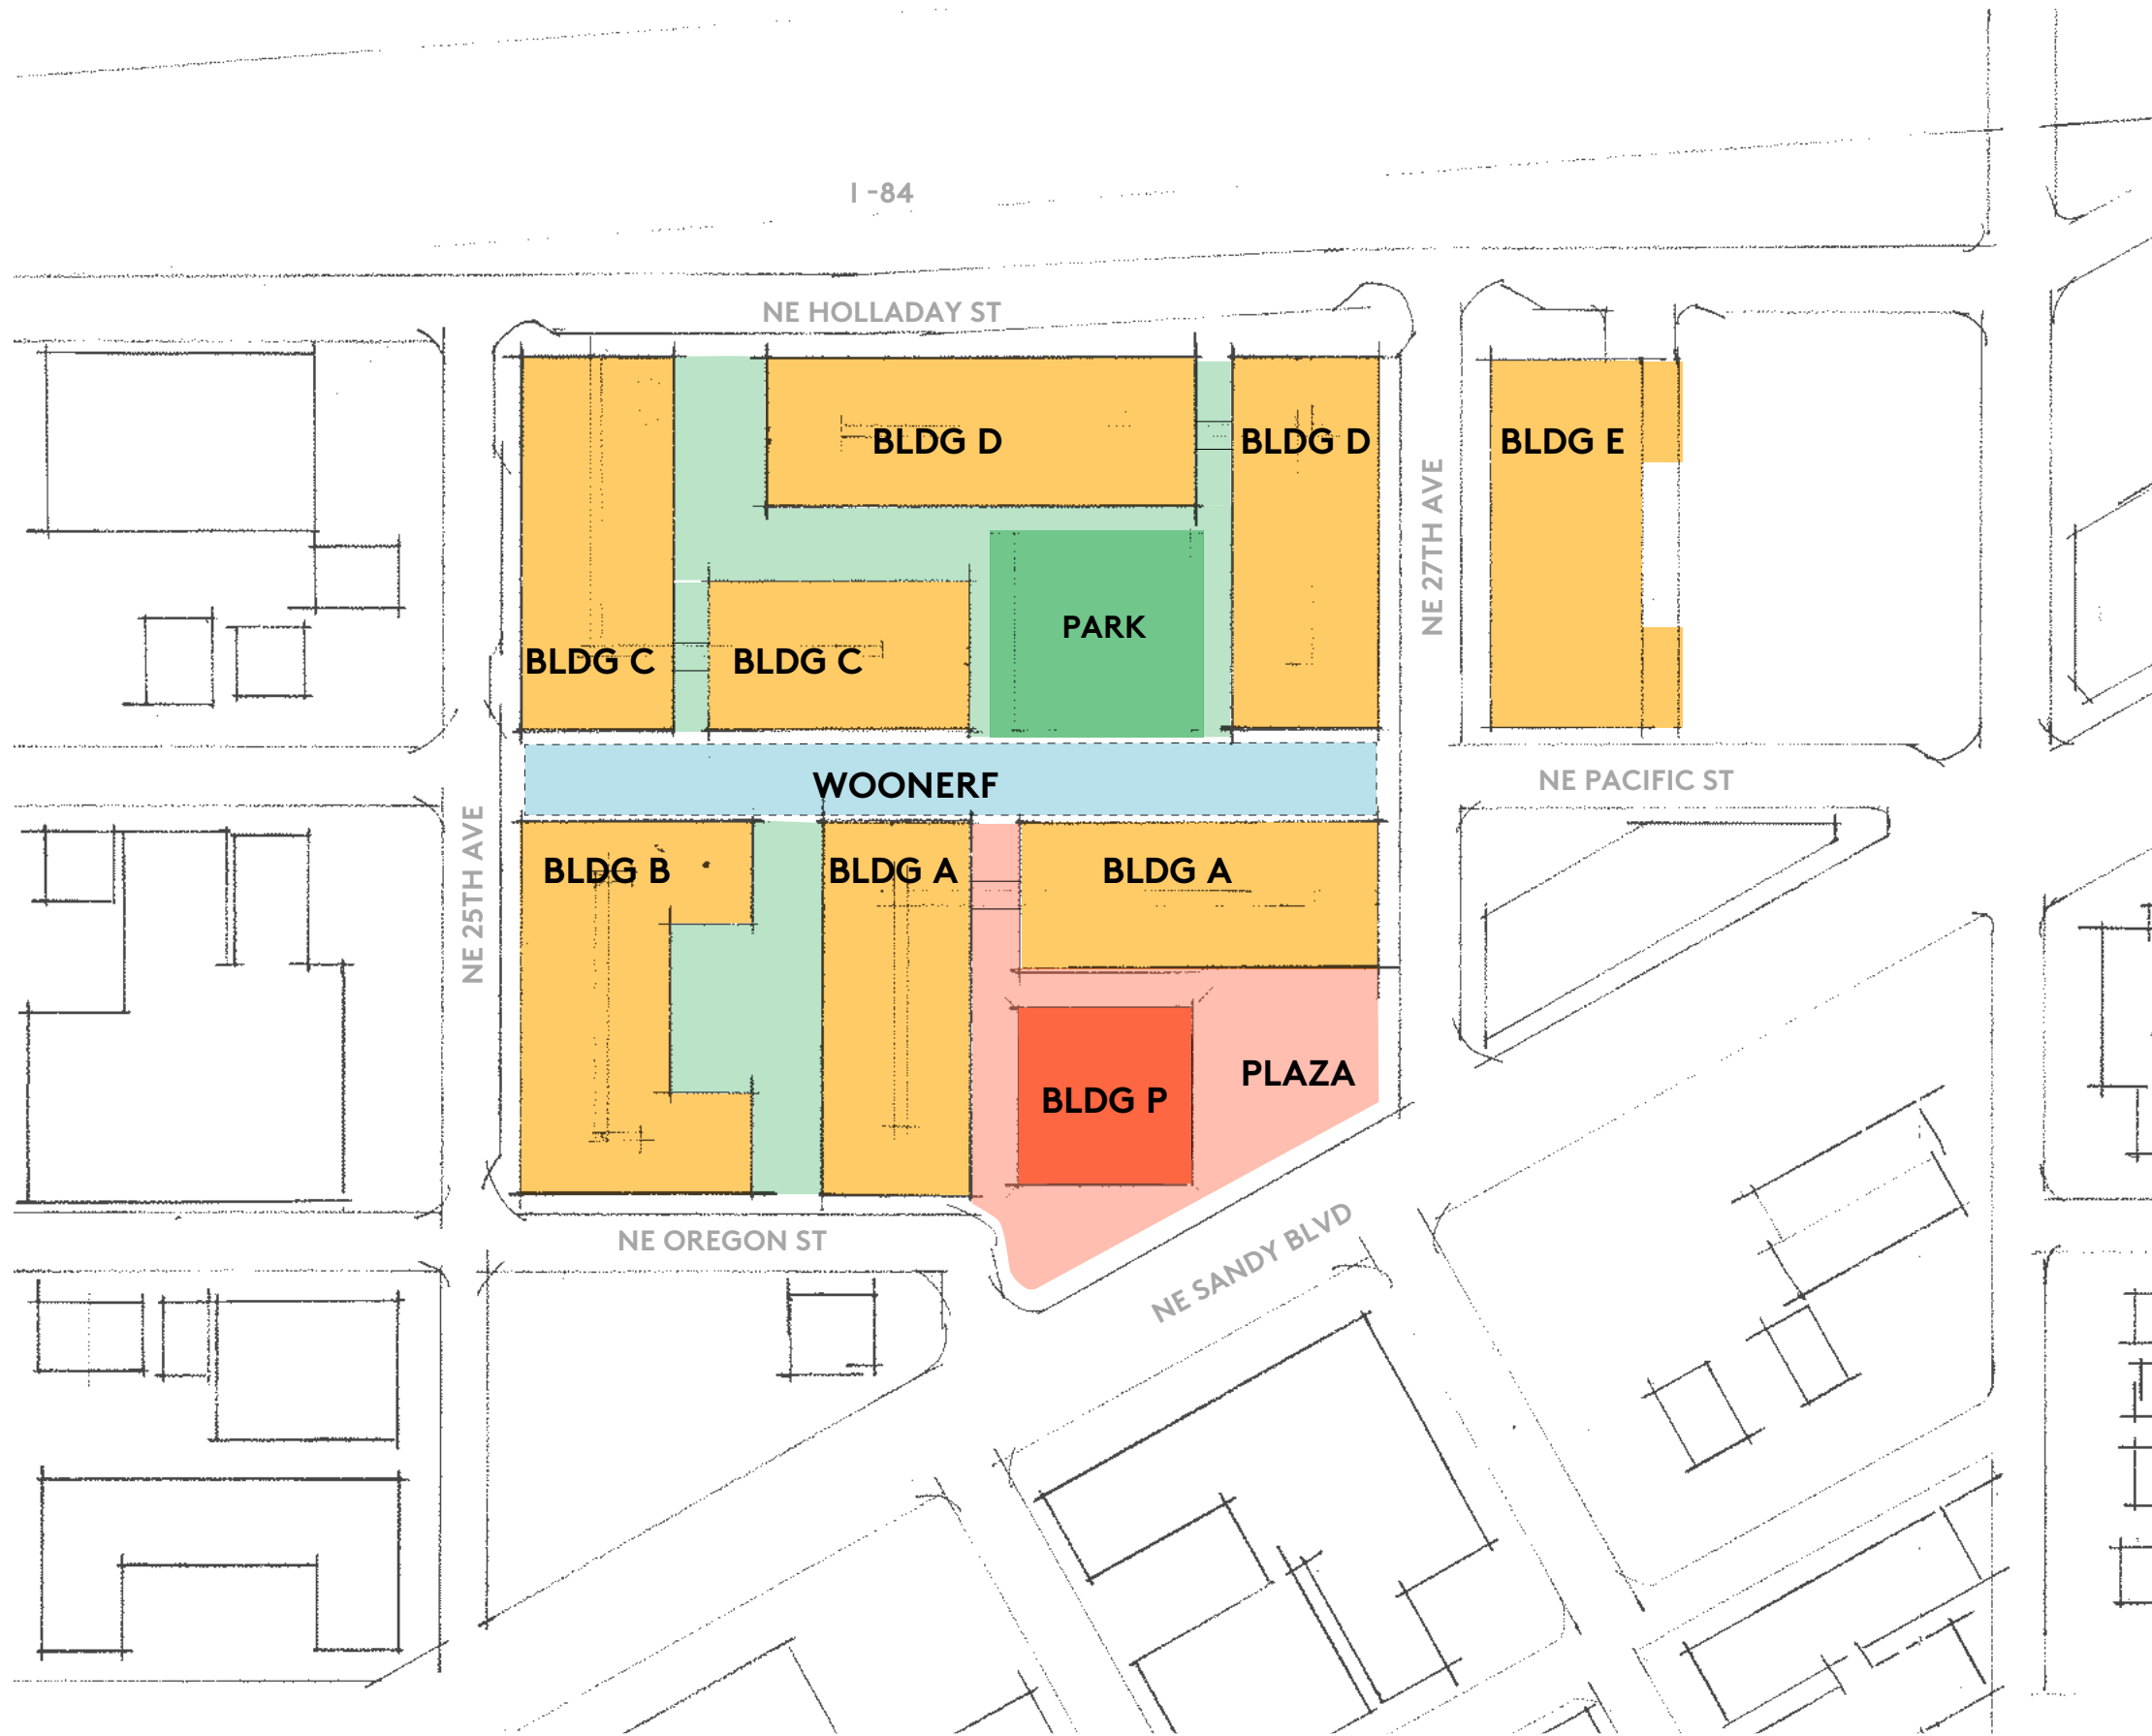 I-84
NE HOLLADAY ST
BLDG D
BLDG D
BLDG E
NE 27TH AVE
PARK
BLDG C
BLDG C
WOONERF
NE PACIFIC ST
NE 25TH AVE
BLDG B
BLDG A
BLDG A
PLAZA
BLDG P
NE OREGON ST
NE SANDY BLVD